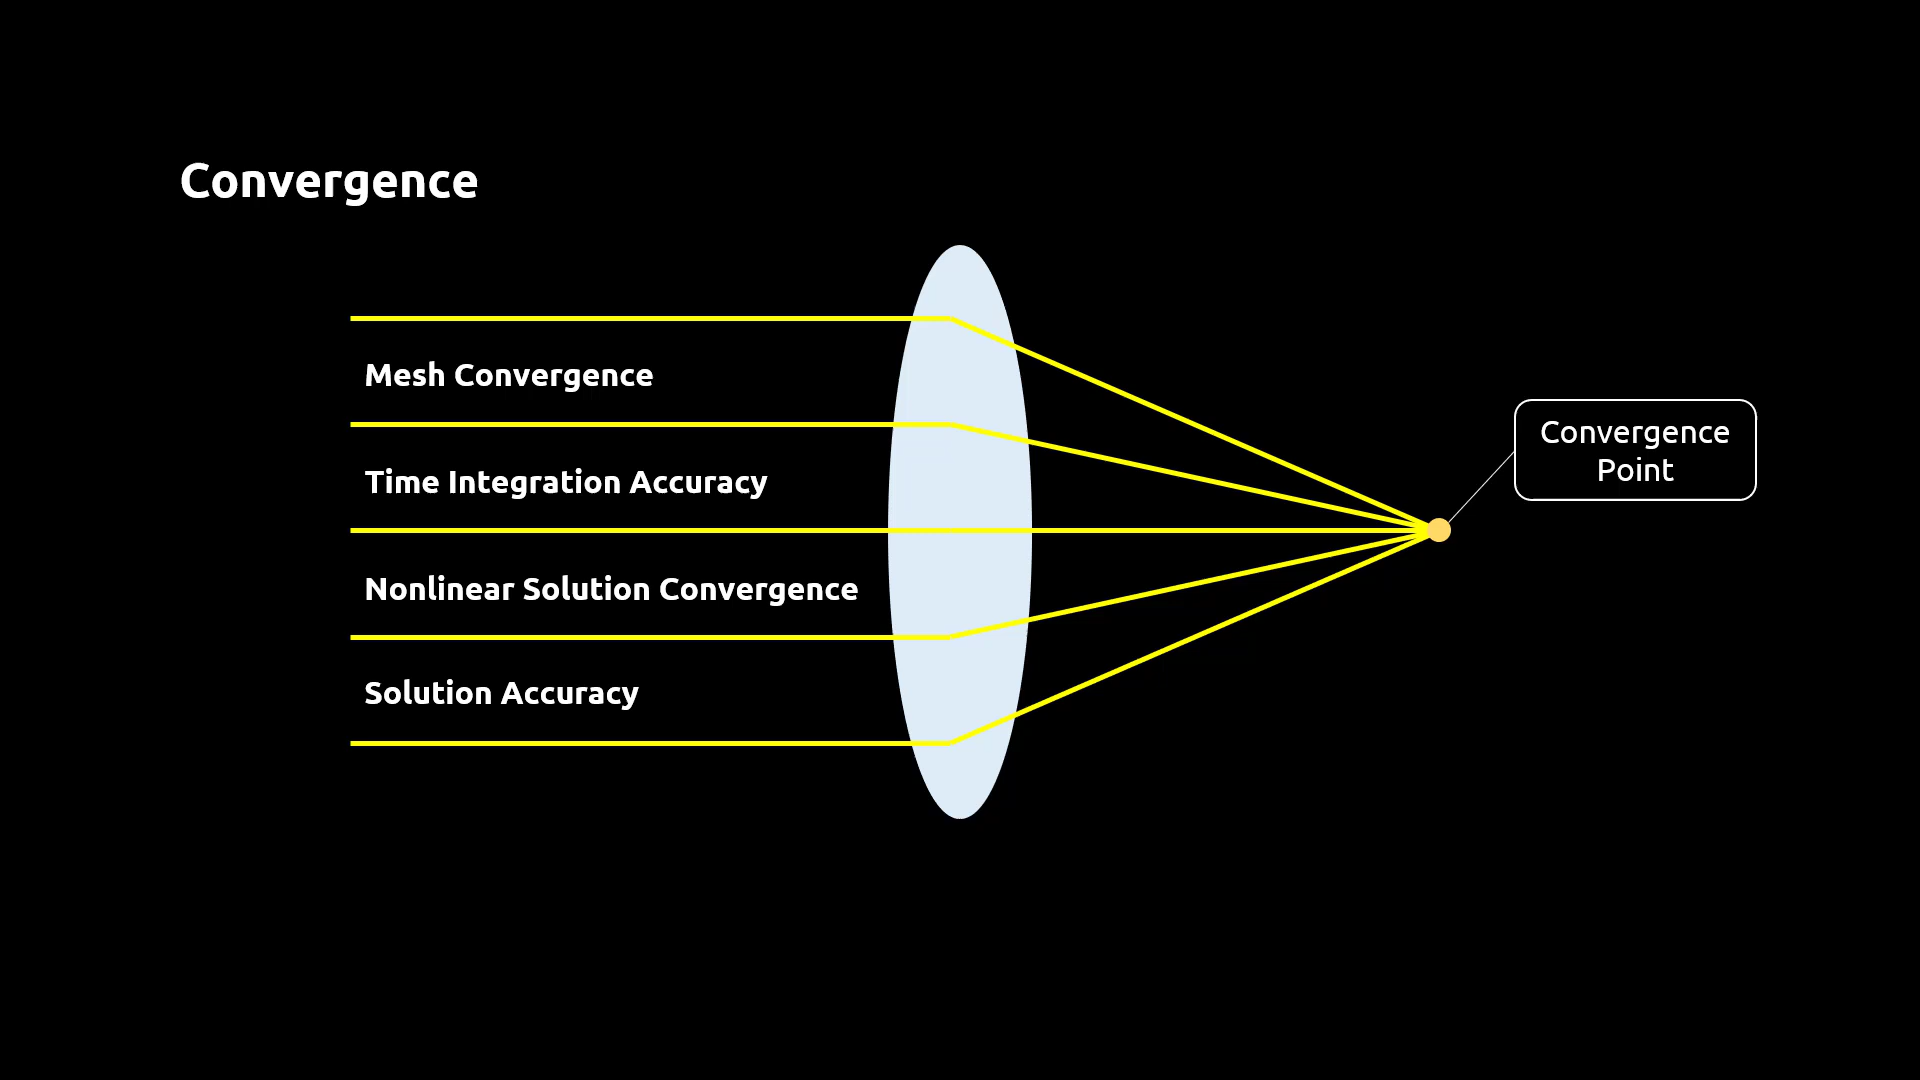 Convergence
Mesh Convergence
Time Integration Accuracy
Nonlinear Solution Convergence
Solution Accuracy
Convergence
Point